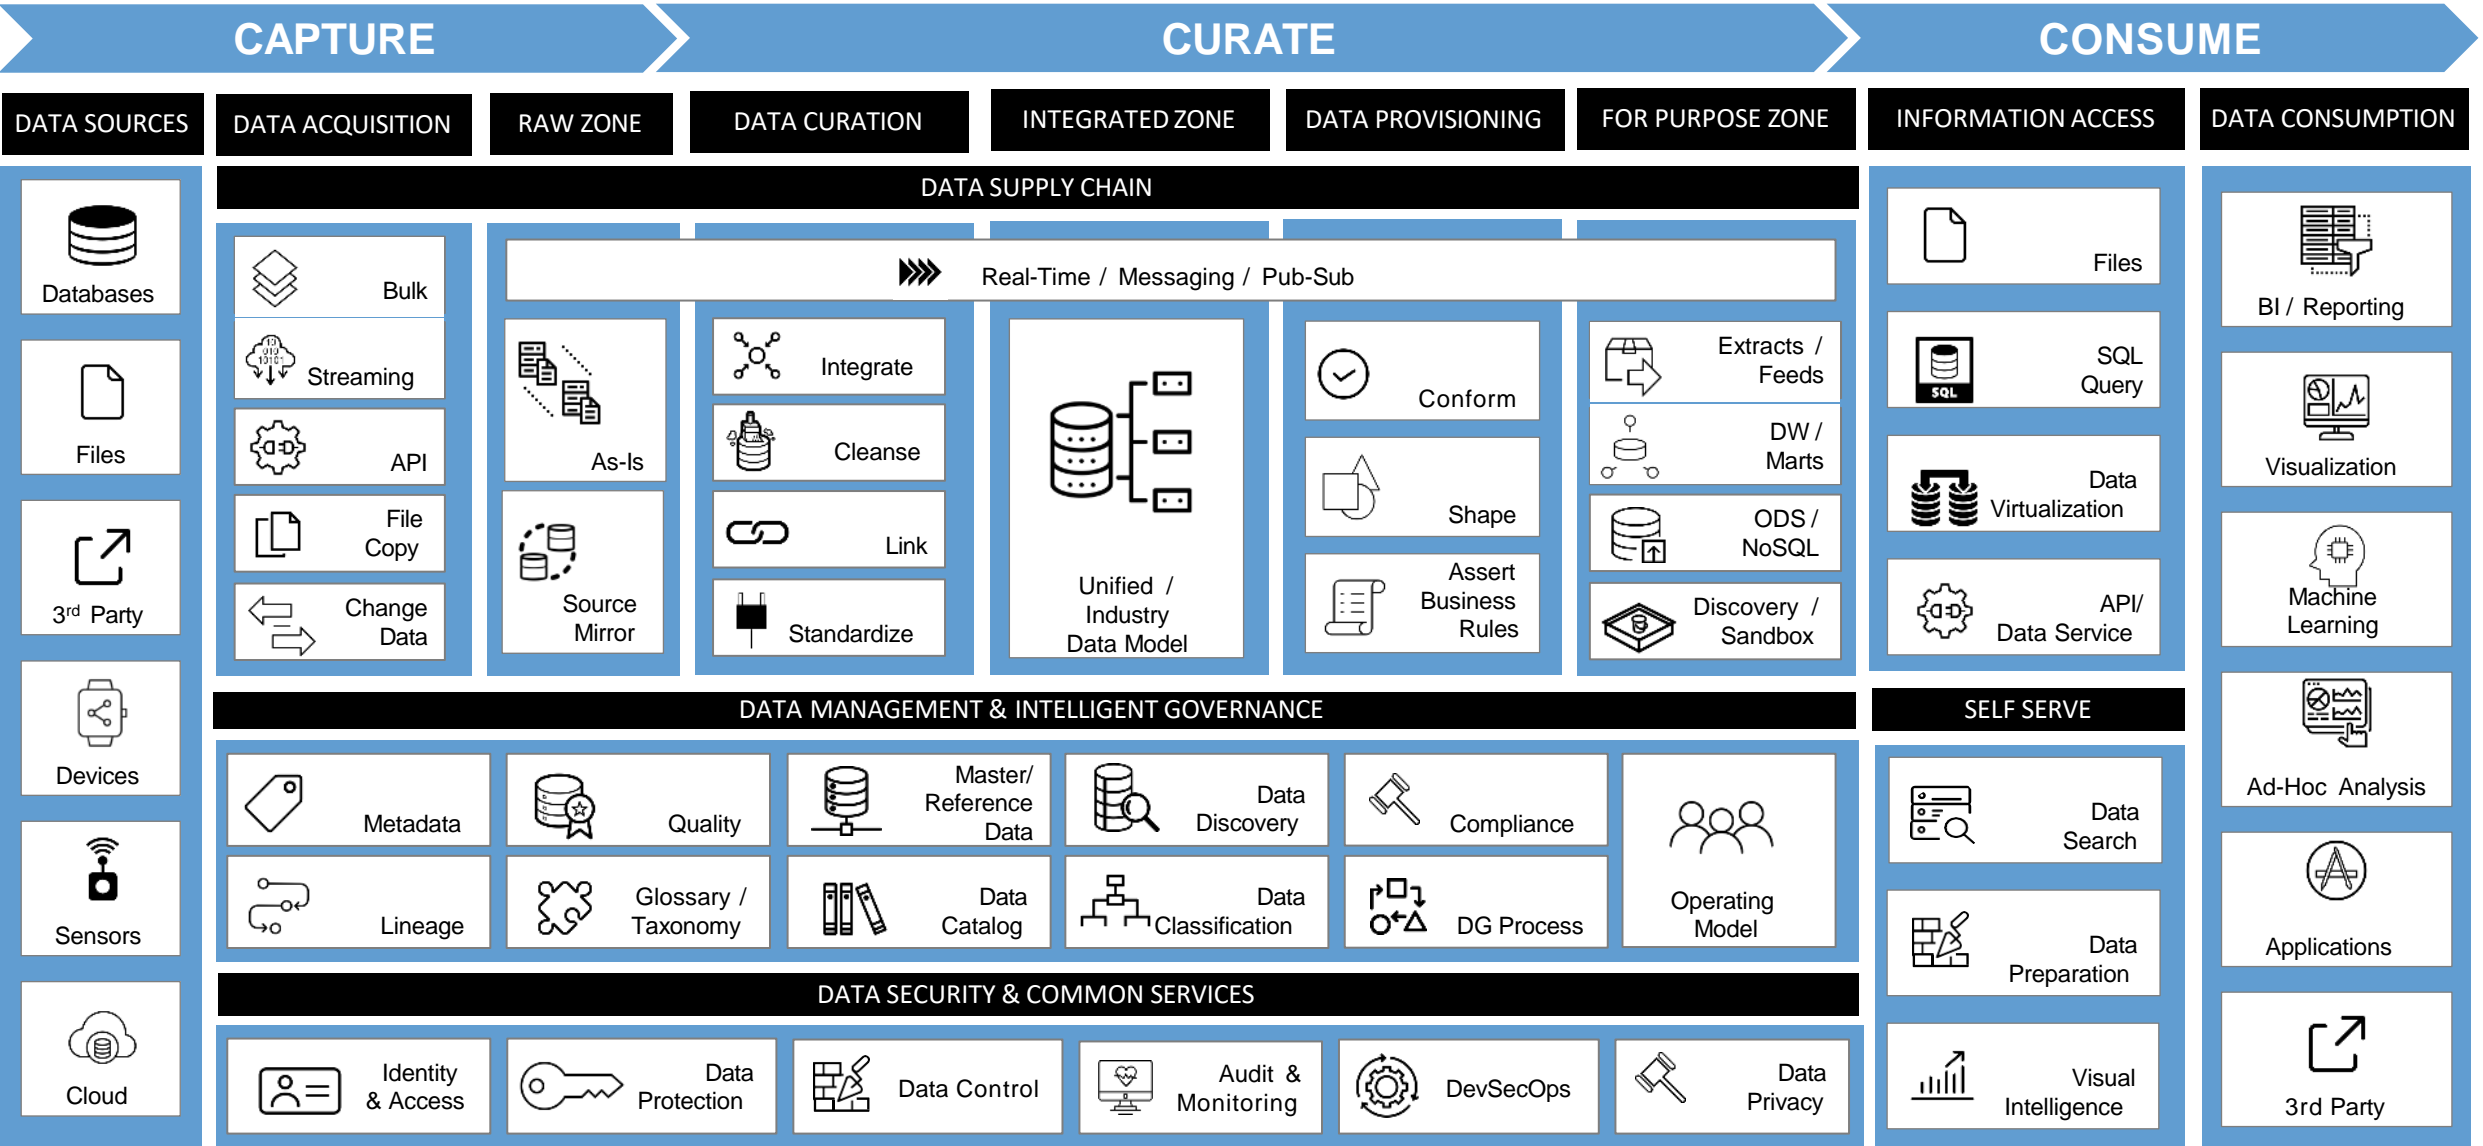 CAPTURE
CURATE
CONSUME
DATA SOURCES
DATA ACQUISITION
RAW ZONE
DATA CURATION
INTEGRATED ZONE
DATA PROVISIONING
FOR PURPOSE ZONE
INFORMATION ACCESS
DATA CONSUMPTION
Databases
Files
3rd Party
Devices
Sensors
Cloud
DATA SUPPLY CHAIN
Bulk
Streaming
API
File
Copy
Change
Data
Real-Time / Messaging / Pub-Sub
As-Is
Source
Mirror
Integrate
Cleanse
Link
Standardize
Unified /
Industry
Data Model
Conform
Shape
Assert
Business
Rules
Extracts /
Feeds
DW /
Marts
ODS /
NoSQL
Discovery /
Sandbox
DATA MANAGEMENT & INTELLIGENT GOVERNANCE
Metadata
Quality
Master/
Reference
Data
Data
Discovery
Compliance
Operating
Model
Lineage
Glossary /
Taxonomy
Data
Catalog
Data
Classification
DG Process
DATA SECURITY & COMMON SERVICES
Identity
& Access
Data
Protection
Data Control
Audit &
Monitoring
DevSecOps
Data
Privacy
Files
SQL
SQL
Query
Data
Virtualization
API/
Data Service
SELF SERVE
Data
Search
Data
Preparation
Visual
Intelligence
BI / Reporting
Visualization
Machine
Learning
Ad-Hoc Analysis
Applications
3rd Party